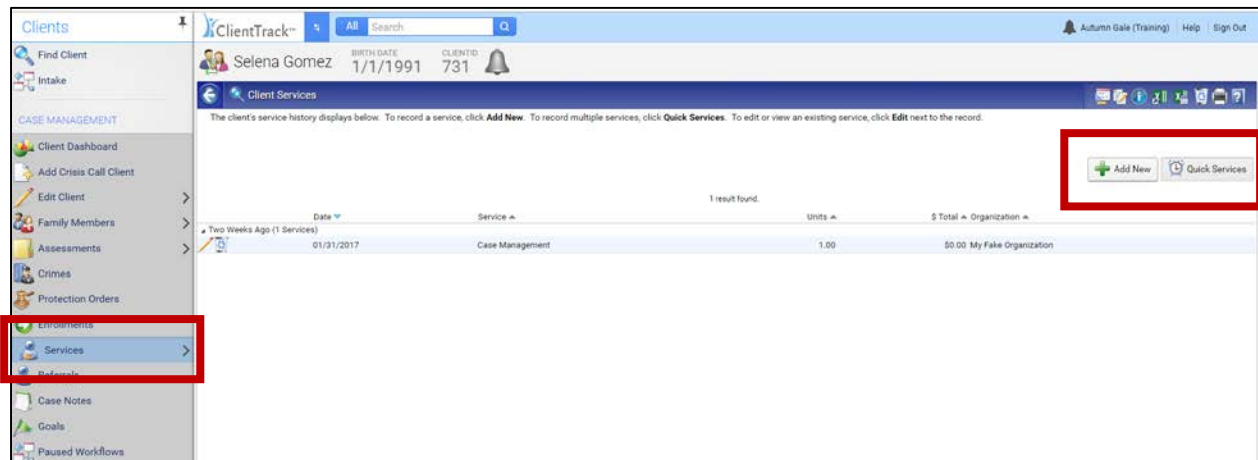 Clients
Find Client
Intake
CASE MANAGEMENT
Client Dashboard
Add Crisis Call Client
Edit Client
Family Members
Assessments
Crimes
Protection Orders
Enrollments
Services
Referrals
Case Notes
Goals
Paused Workflows
ClientTrack™ All Search
Autumn Gale (Training) Help Sign Out
Selena Gomez BIRTH DATE 1/1/1991 CLIENTID 731
Client Services
The client's service history displays below. To record a service, click Add New. To record multiple services, click Quick Services. To edit or view an existing service, click Edit next to the record.
Add New Quick Services
1 result found.
Date Service Units $ Total Organization
Two Weeks Ago (1 Services)
01/31/2017 Case Management 1.00 $0.00 My Fake Organization